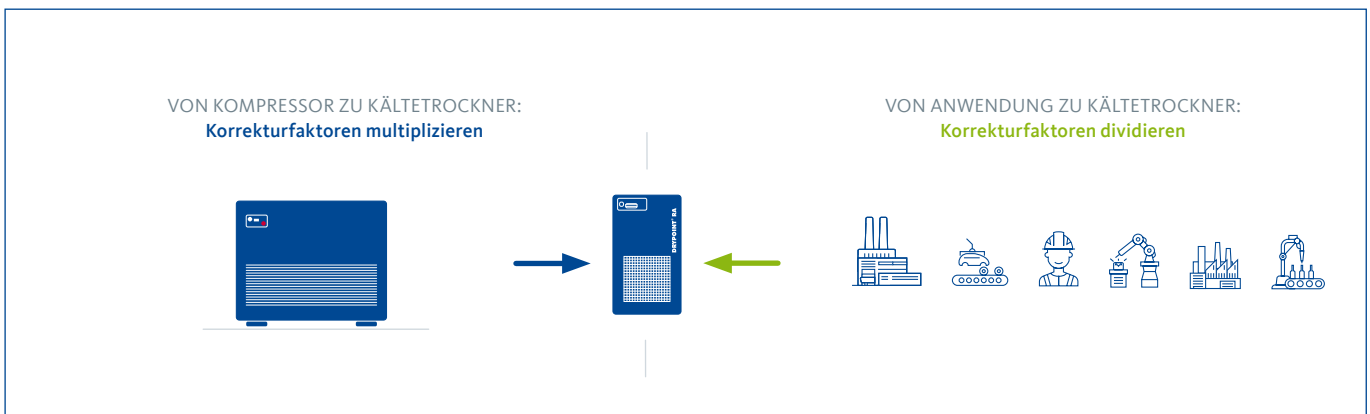 VON KOMPRESSOR ZU KÄLTETROCKNER:
Korrekturfaktoren multiplizieren
VON ANWENDUNG ZU KÄLTETROCKNER:
Korrekturfaktoren dividieren
DRYPOINT® RA